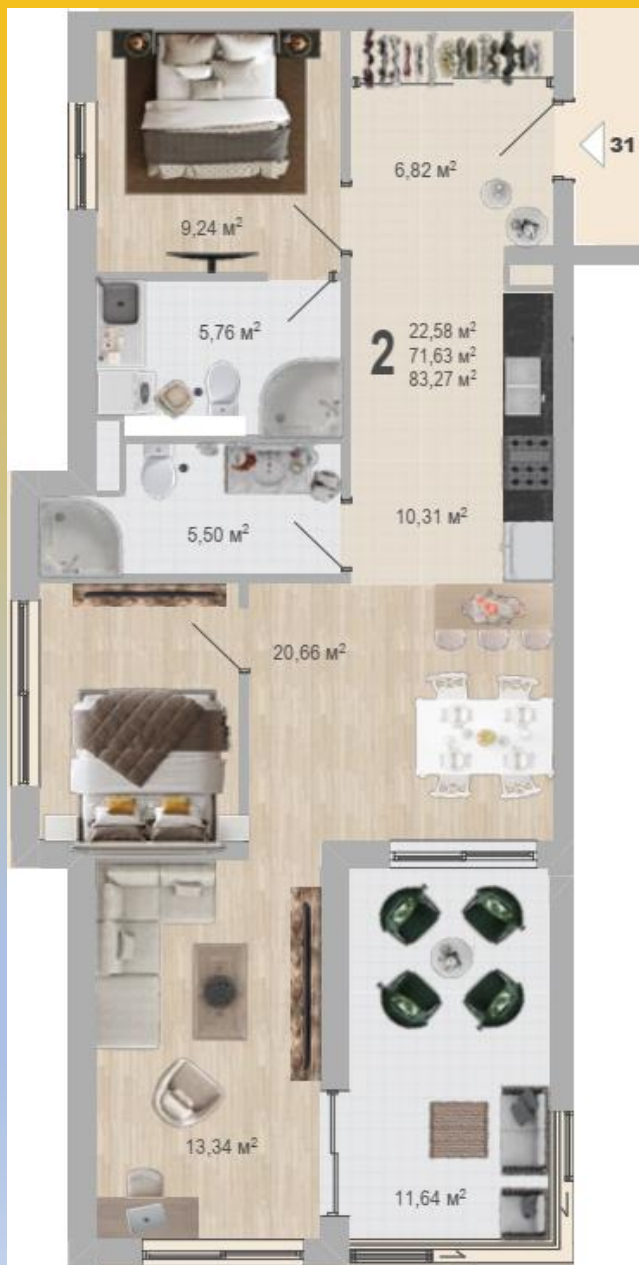 31
6,82 м²
9,24 м²
5,76 м²
2
22,58 м²
71,63 м²
83,27 м²
10,31 м²
5,50 м²
20,66 м²
13,34 м²
11,64 м²